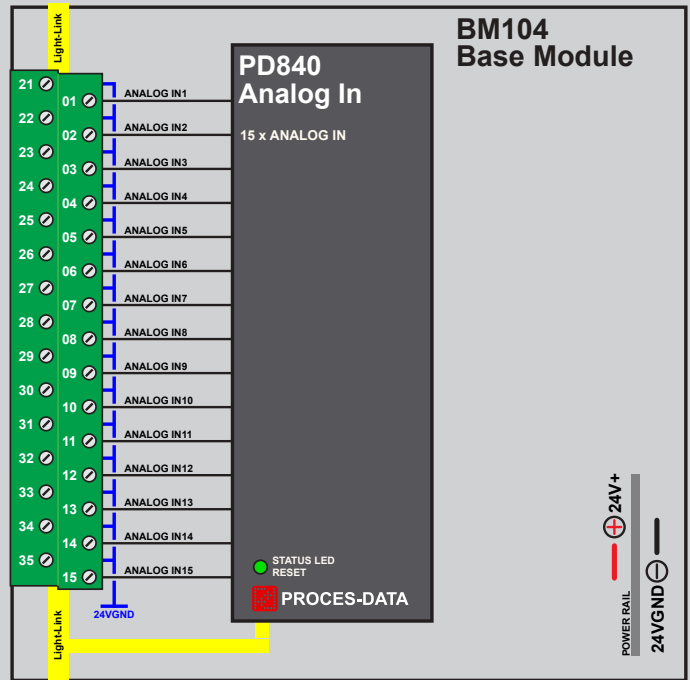 Light-Link
BM104
Base Module
PD840
Analog In
15 x ANALOG IN
21
01 ANALOG IN1
22
02 ANALOG IN2
23
03 ANALOG IN3
24
04 ANALOG IN4
25
05 ANALOG IN5
26
06 ANALOG IN6
27
07 ANALOG IN7
28
08 ANALOG IN8
29
09 ANALOG IN9
30
10 ANALOG IN10
31
11 ANALOG IN11
32
12 ANALOG IN12
33
13 ANALOG IN13
34
14 ANALOG IN14
35
15 ANALOG IN15
24VGND
Light-Link
STATUS LED
RESET
PROCES-DATA
24V+
POWER RAIL
24VGND